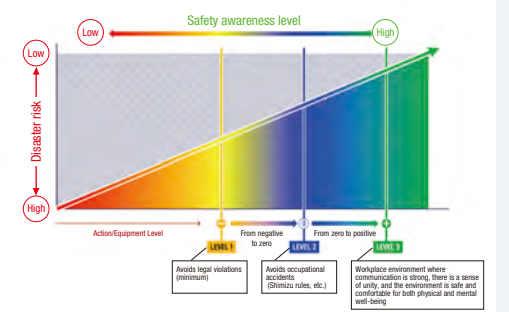 Safety awareness level
Low
High
Low
Disaster risk
High
Action/Equipment Level
From negative
to zero
From zero to positive
LEVEL 1
LEVEL 2
LEVEL 3
Avoids legal violations
(minimum)
Avoids occupational
accidents
(Shimizu rules, etc.)
Workplace environment where
communication is strong, there is a sense
of unity, and the environment is safe and
comfortable for both physical and mental
well-being